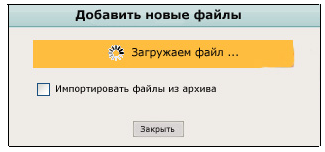 Добавить новые файлы
Загружаем файл ...
Импортировать файлы из архива
Закрыть